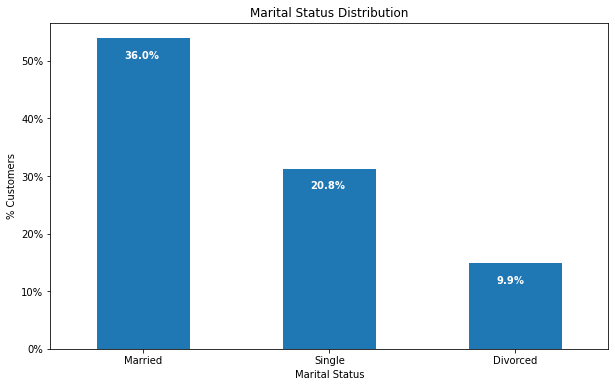 Marital Status Distribution
% Customers
50%
40%
30%
20%
10%
0%
36.0%
20.8%
9.9%
Married
Single
Divorced
Marital Status